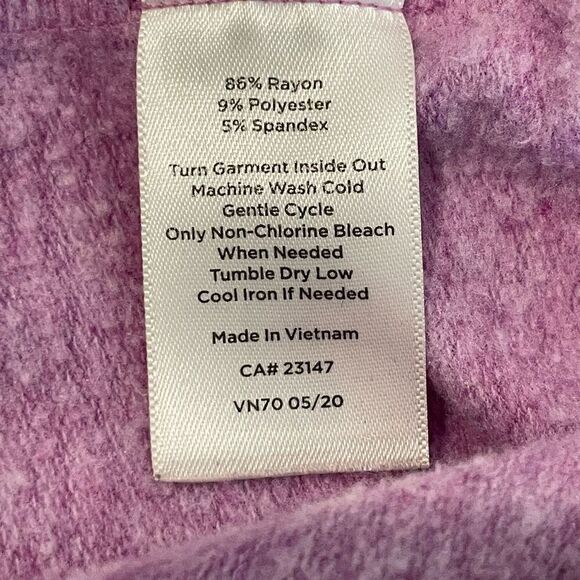 86% Rayon
9% Polyester
5% Spandex
Turn Garment Inside Out
Machine Wash Cold
Gentle Cycle
Only Non-Chlorine Bleach
When Needed
Tumble Dry Low
Cool Iron If Needed
Made In Vietnam
CA# 23147
VN70 05/20